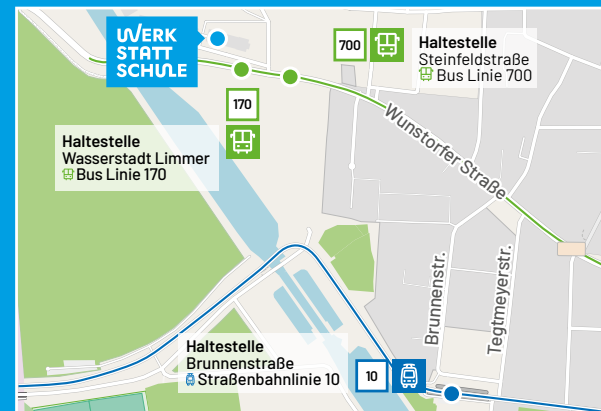 WERK
STATT
SCHULE
700
Haltestelle
Steinfeldstraße
Bus Linie 700
170
Haltestelle
Wasserstadt Limmer
Bus Linie 170
Wunstorfer Straße
Brunnenstr.
Tegtmeyerstr.
Haltestelle
Brunnenstraße
Straßenbahnlinie 10
10